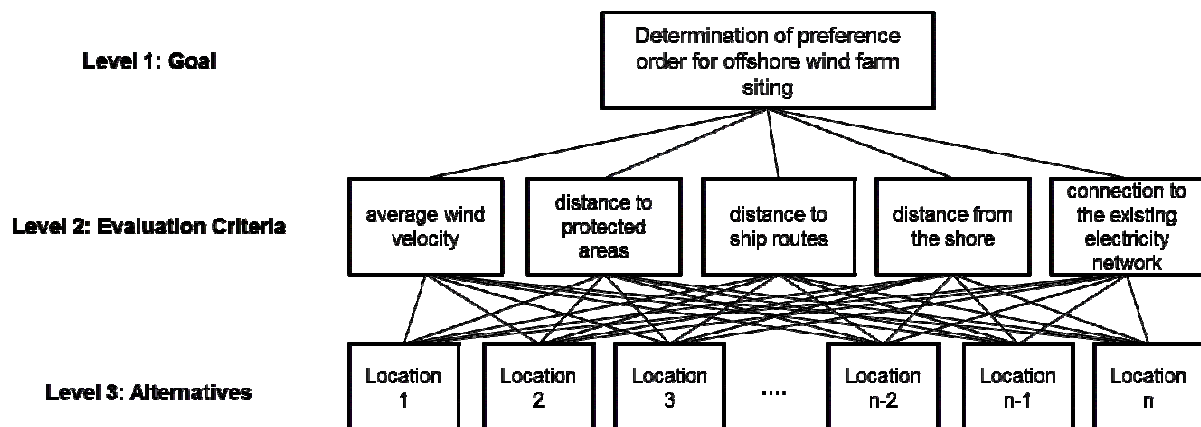 Level 1: Goal
Determination of preference
order for offshore wind farm
siting
Level 2: Evaluation Criteria
average wind
velocity
distance to
protected
areas
distance to
ship routes
distance from
the shore
connection to
the existing
electricity
network
Level 3: Alternatives
Location
1
Location
2
Location
3
....
Location
n-2
Location
n-1
Location
n